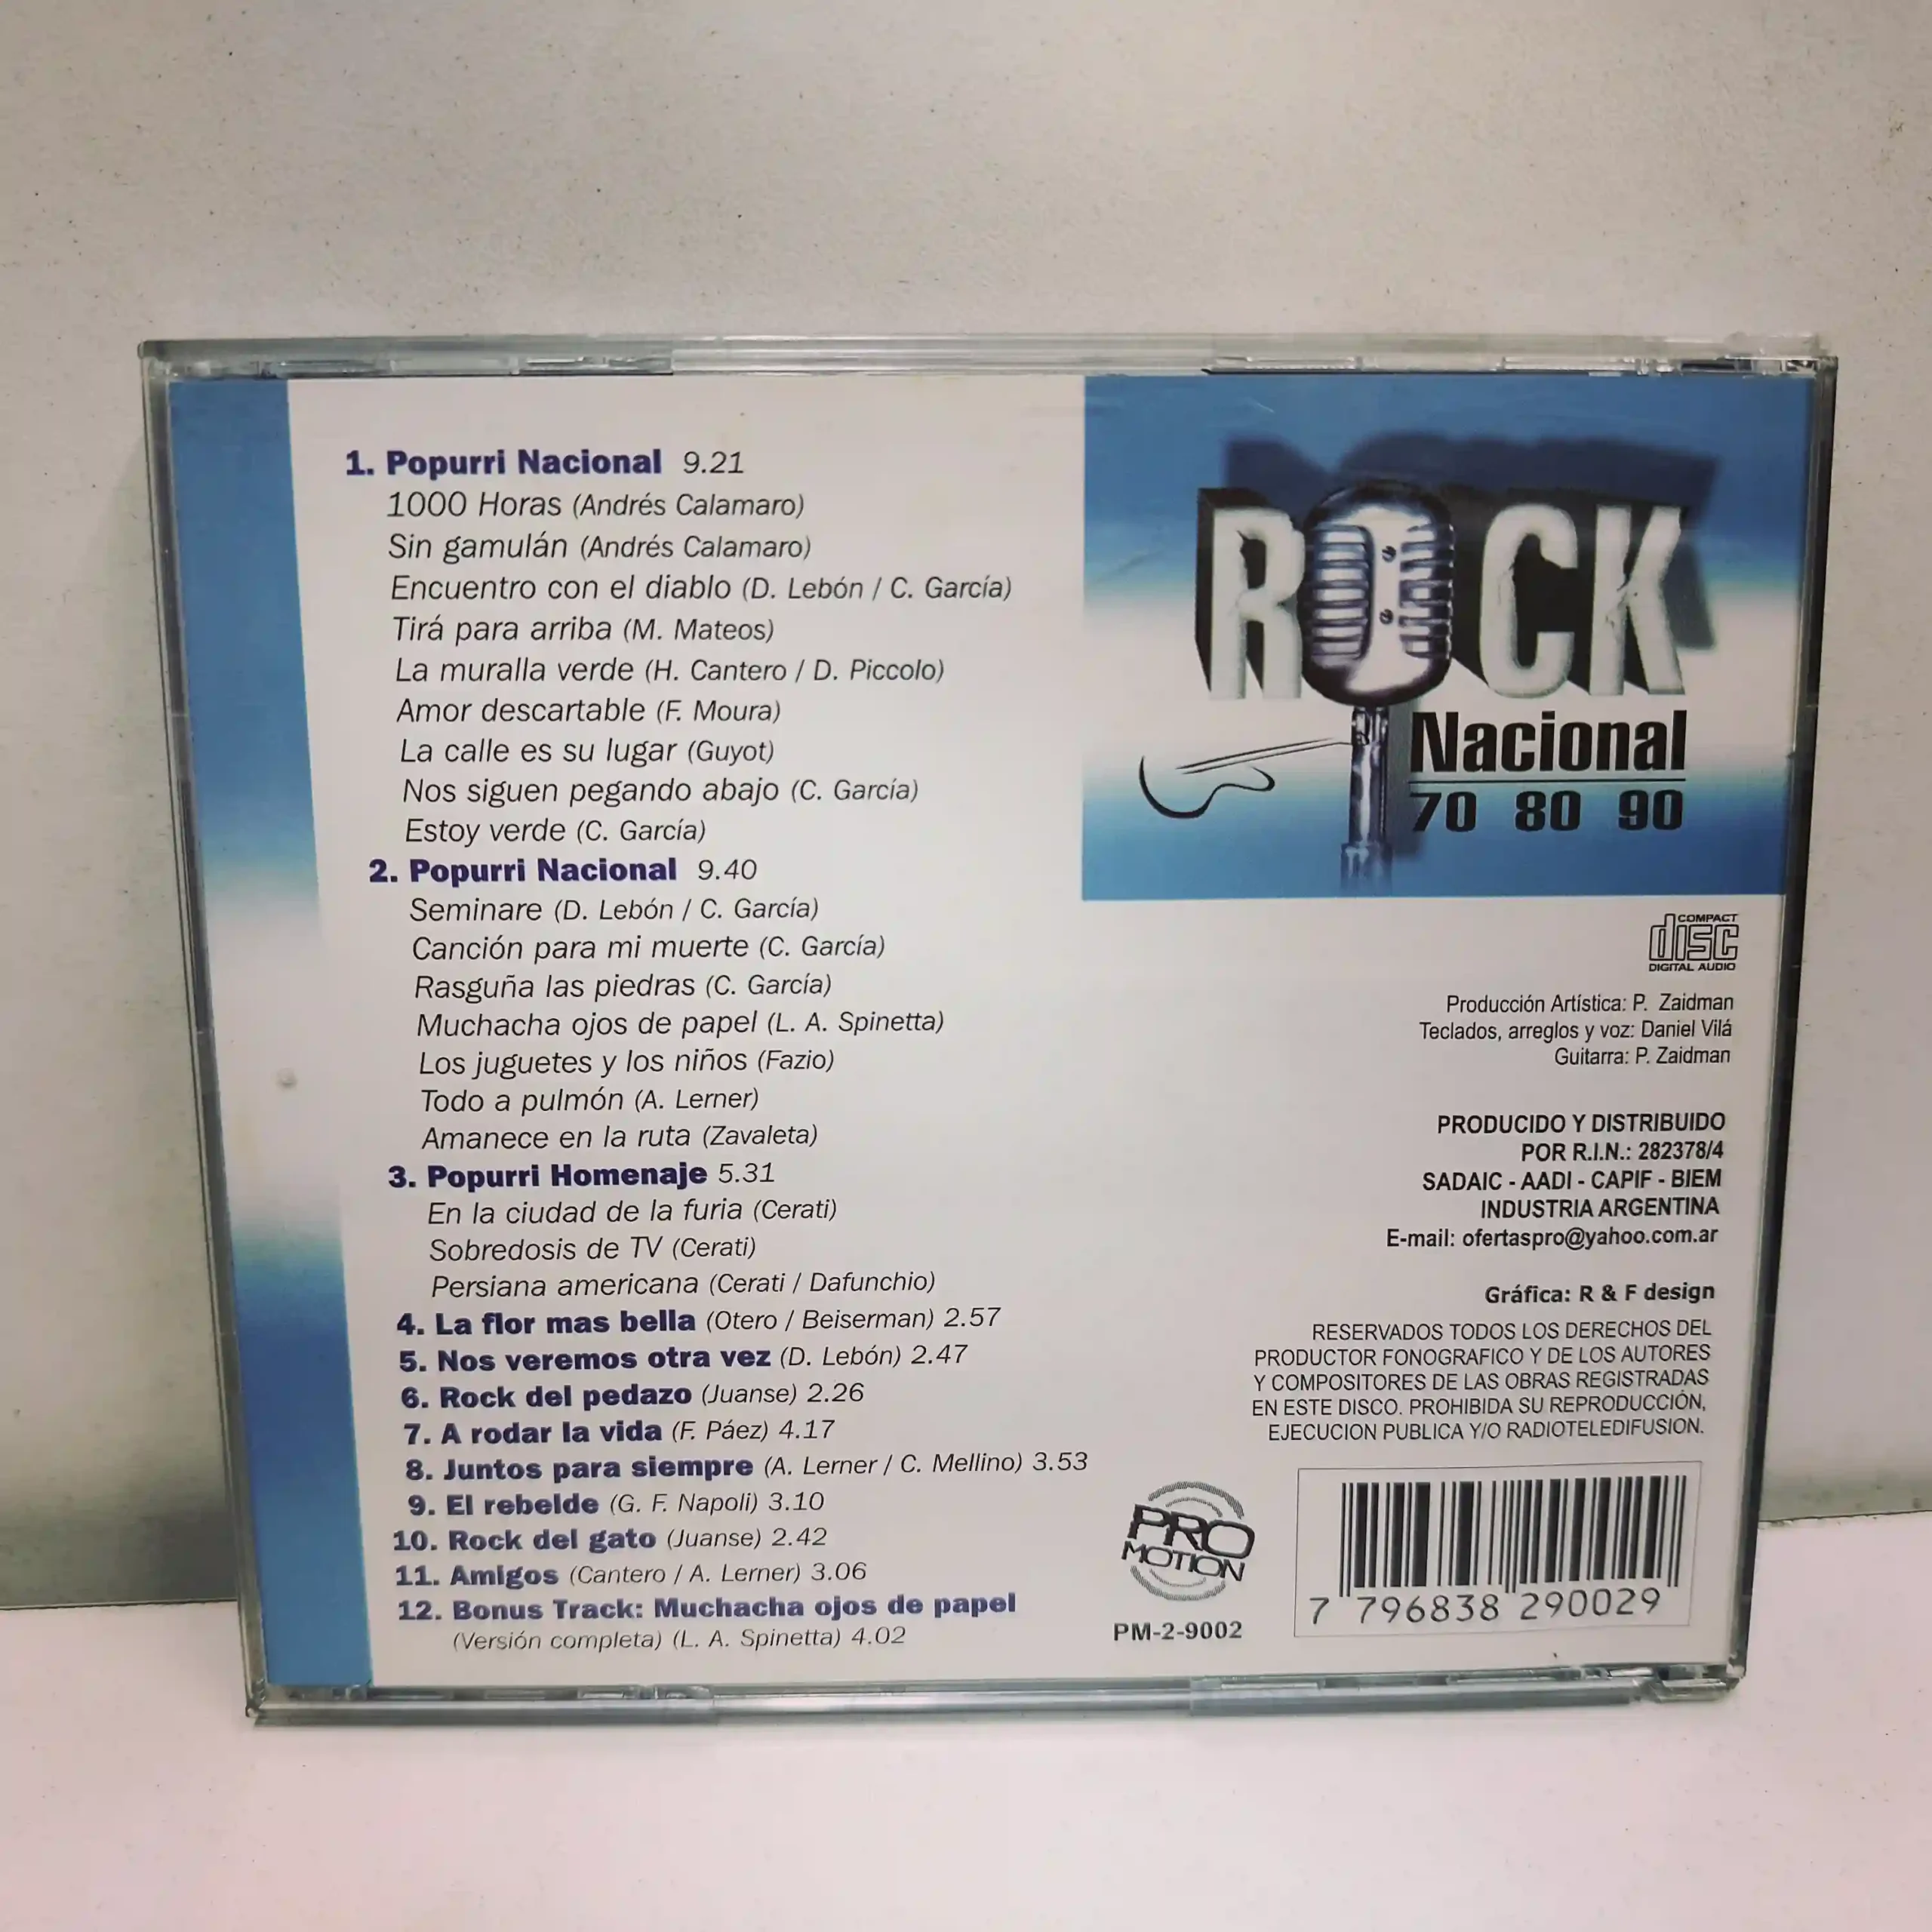 1. Popurri Nacional 9.21
1000 Horas (Andrés Calamaro)
Sin gamulán (Andrés Calamaro)
Encuentro con el diablo (D. Lebón / C. García)
Tirá para arriba (M. Mateos)
La muralla verde (H. Cantero / D. Piccolo)
Amor descartable (F. Moura)
La calle es su lugar (Guyot)
Nos siguen pegando abajo (C. García)
Estoy verde (C. García)
2. Popurri Nacional 9.40
Seminare (D. Lebón / C. García)
Canción para mi muerte (C. García)
Rasguña las piedras (C. García)
Muchacha ojos de papel (L. A. Spinetta)
Los juguetes y los niños (Fazio)
Todo a pulmón (A. Lerner)
Amanece en la ruta (Zavaleta)
3. Popurri Homenaje 5.31
En la ciudad de la furia (Cerati)
Sobredosis de TV (Cerati)
Persiana americana (Cerati / Dafunchio)
4. La flor mas bella (Otero / Beiserman) 2.57
5. Nos veremos otra vez (D. Lebón) 2.47
6. Rock del pedazo (Juanse) 2.26
7. A rodar la vida (F. Páez) 4.17
8. Juntos para siempre (A. Lerner / C. Mellino) 3.53
9. El rebelde (G. F. Napoli) 3.10
10. Rock del gato (Juanse) 2.42
11. Amigos (Cantero / A. Lerner) 3.06
12. Bonus Track: Muchacha ojos de papel
(Versión completa) (L. A. Spinetta) 4.02
ROCK
Nacional
70 80 90
COMPACT
disc
DIGITAL AUDIO
Producción Artística: P. Zaidman
Teclados, arreglos y voz: Daniel Vilá
Guitarra: P. Zaidman
PRODUCIDO Y DISTRIBUIDO
POR R.I.N.: 282378/4
SADAIC - AADI - CAPIF - BIEM
INDUSTRIA ARGENTINA
E-mail: ofertaspro@yahoo.com.ar
Gráfica: R & F design
RESERVADOS TODOS LOS DERECHOS DEL
PRODUCTOR FONOGRAFICO Y DE LOS AUTORES
Y COMPOSITORES DE LAS OBRAS REGISTRADAS
EN ESTE DISCO. PROHIBIDA SU REPRODUCCIÓN,
EJECUCION PUBLICA Y/O RADIOTELEDIFUSION.
PRO
MOTION
PM-2-9002
7 796838 290029